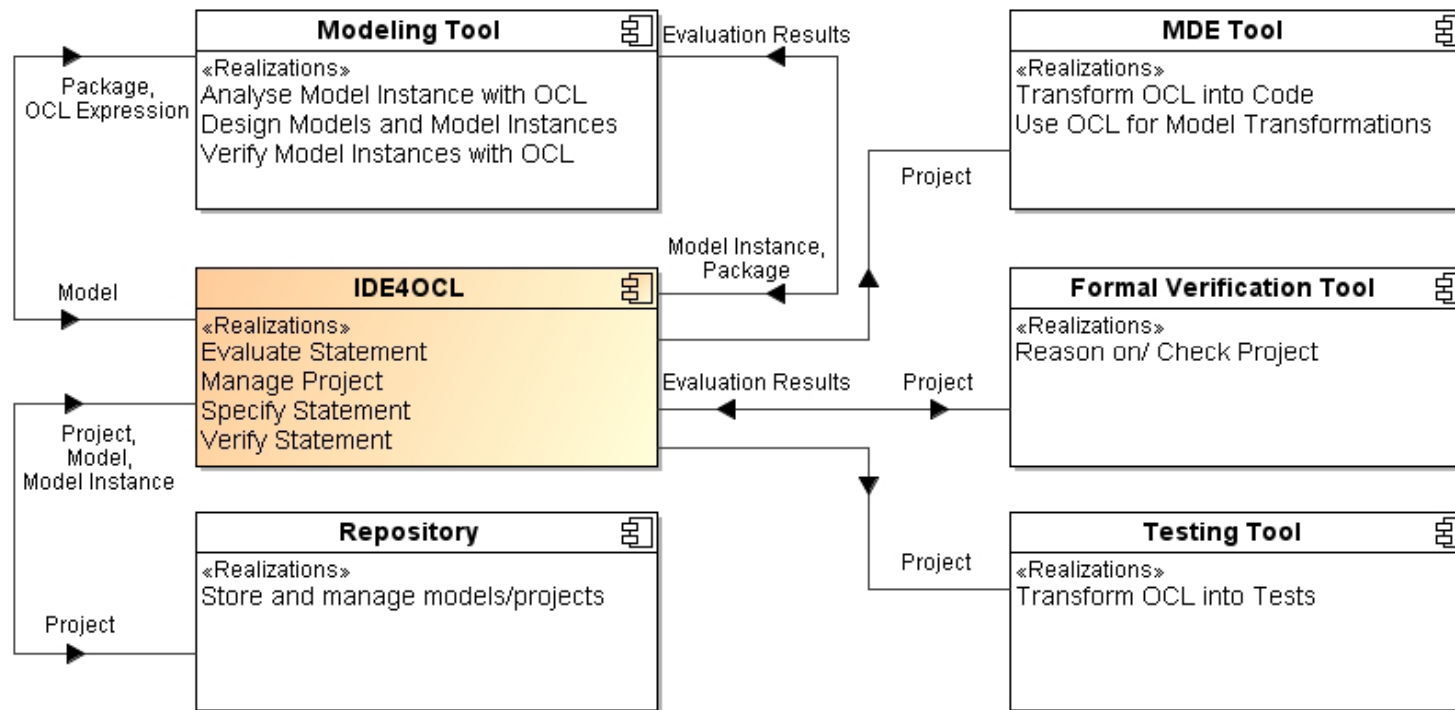 Modeling Tool
«Realizations»
Analyse Model Instance with OCL
Design Models and Model Instances
Verify Model Instances with OCL
Package,
OCL Expression
Evaluation Results
MDE Tool
«Realizations»
Transform OCL into Code
Use OCL for Model Transformations
Project
Model Instance,
Package
Model
IDE4OCL
«Realizations»
Evaluate Statement
Manage Project
Specify Statement
Verify Statement
Formal Verification Tool
«Realizations»
Reason on/ Check Project
Evaluation Results
Project
Project,
Model,
Model Instance
Repository
«Realizations»
Store and manage models/projects
Project
Project
Testing Tool
«Realizations»
Transform OCL into Tests